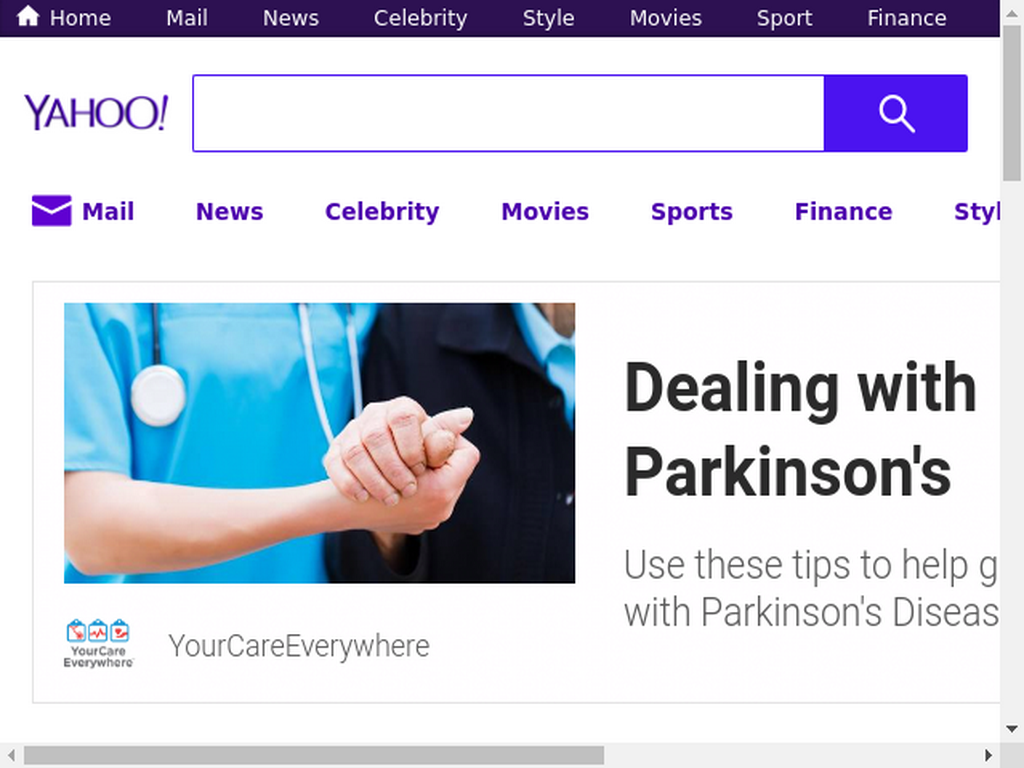 Home Mail News Celebrity Style Movies Sport Finance
YAHOO!
Mail News Celebrity Movies Sports Finance Styl
Dealing with
Parkinson's
Use these tips to help g
with Parkinson's Diseas
YourCare
Everywhere
YourCareEverywhere